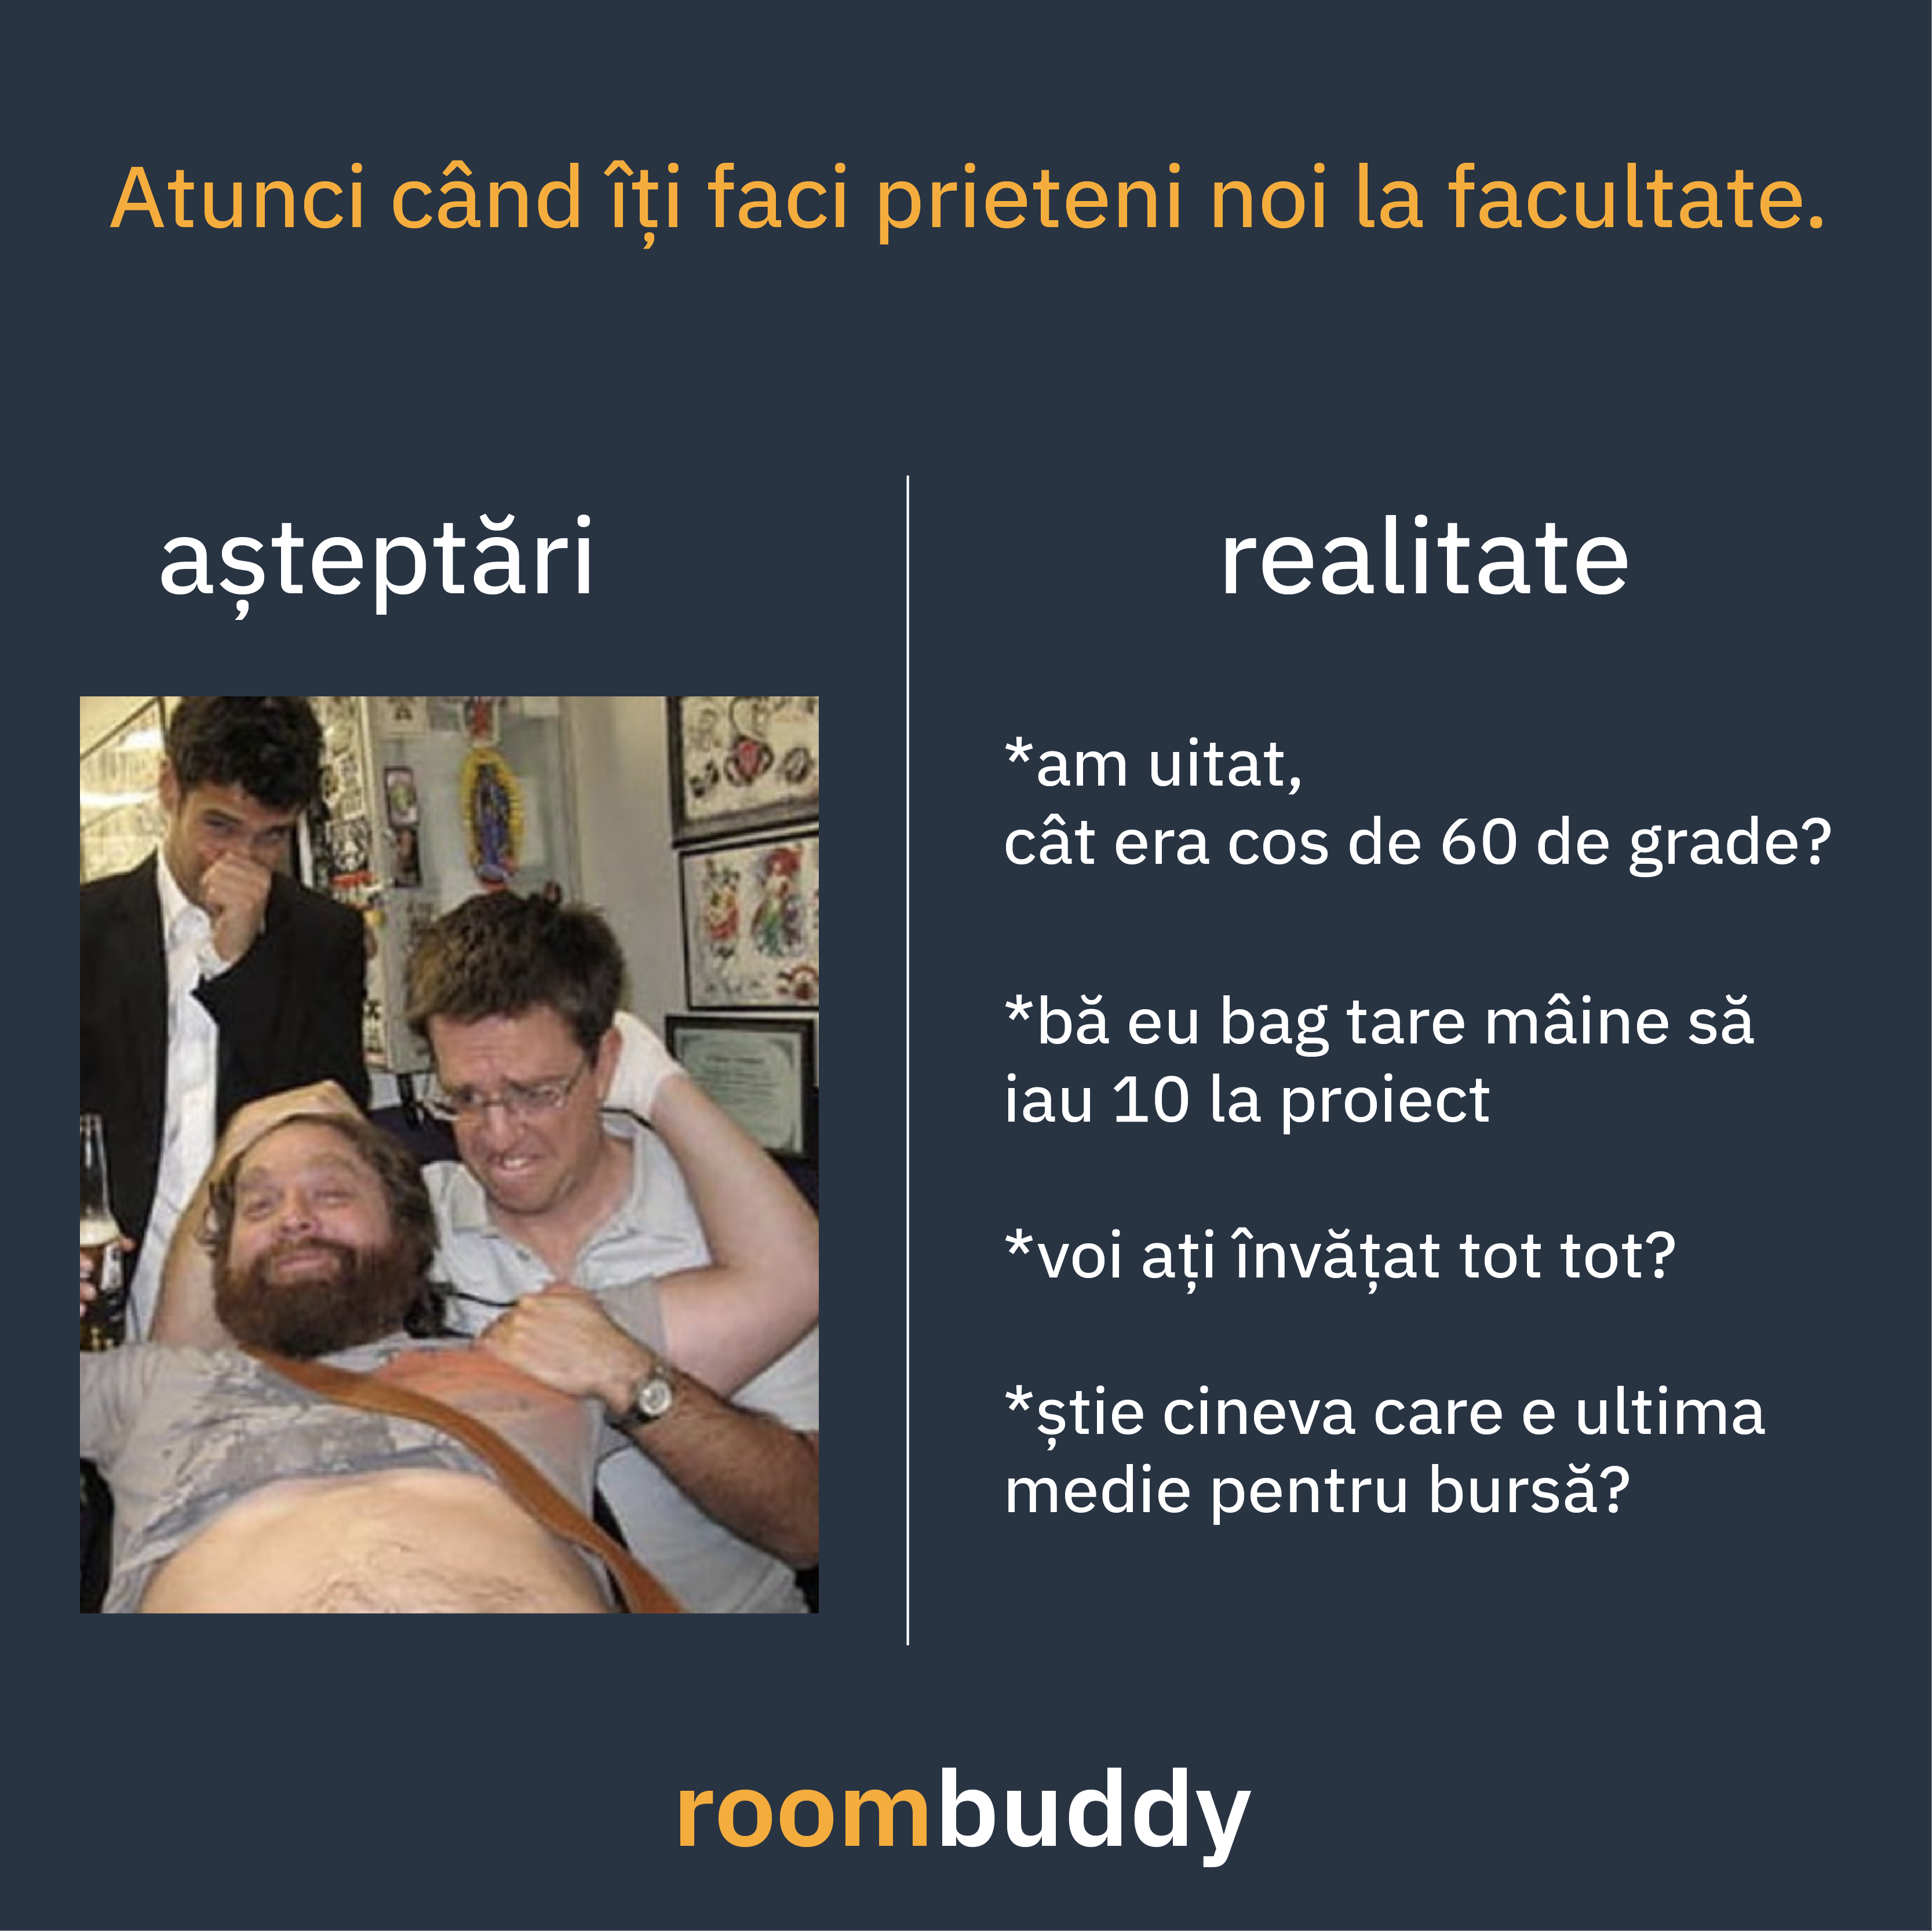 Atunci când îți faci prieteni noi la facultate.
așteptări
realitate
*am uitat,
cât era cos de 60 de grade?
*bă eu bag tare mâine să
iau 10 la proiect
*voi ați învățat tot tot?
*știe cineva care e ultima
medie pentru bursă?
roombuddy